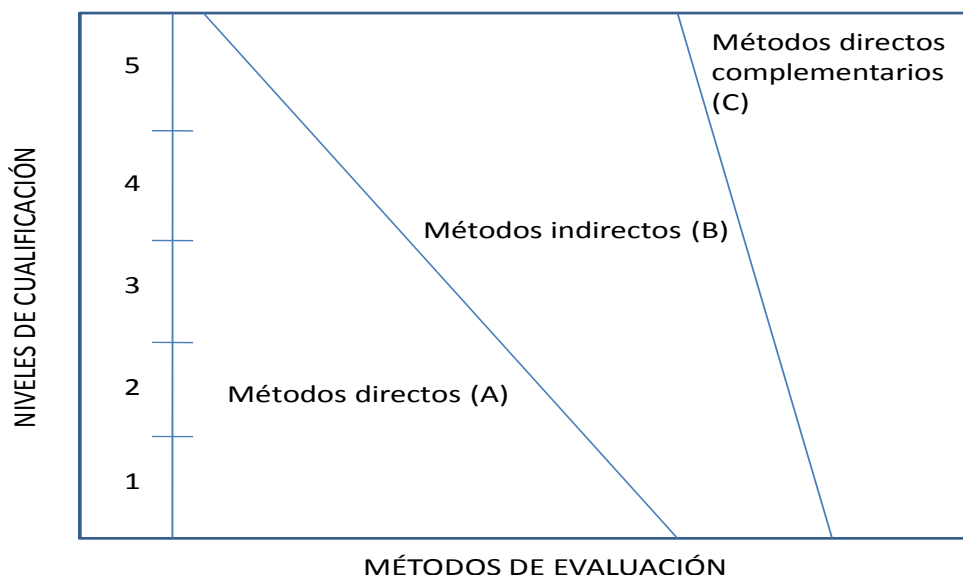 Métodos directos
complementarios
(C)
5
4
Métodos indirectos (B)
3
Métodos directos (A)
2
1
NIVELES DE CUALIFICACIÓN
MÉTODOS DE EVALUACIÓN